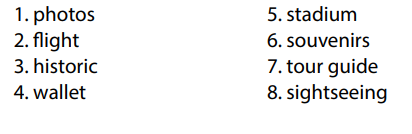 1. photos
2. flight
3. historic
4. wallet
5. stadium
6. souvenirs
7. tour guide
8. sightseeing